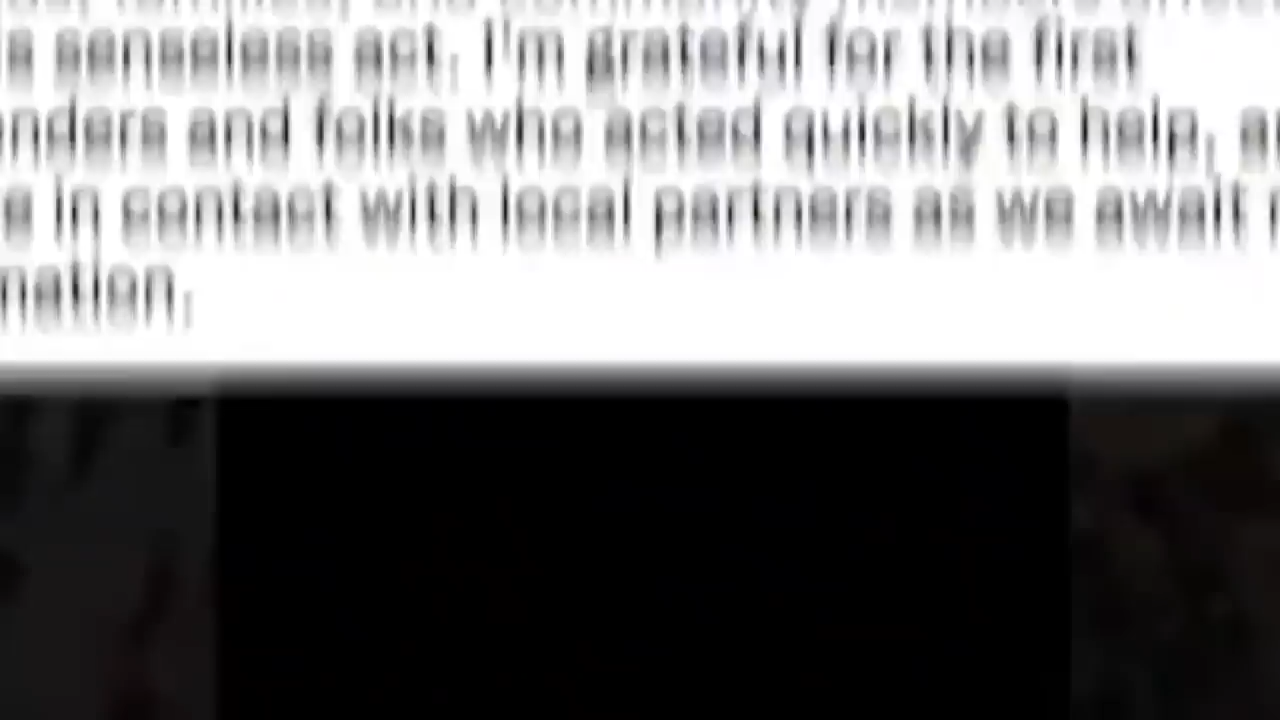 senseless act. I'm grateful for the first
nders and folks who acted quickly to help,
in contact with local partners as we await
mation.